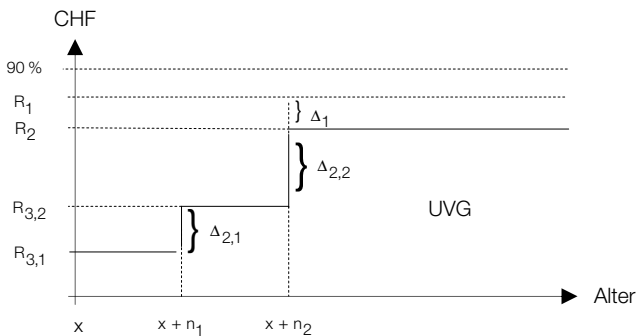 CHF
90 %
R1
Δ1
R2
Δ2,2
R3,2
UVG
Δ2,1
R3,1
Alter
x
x + n1
x + n2